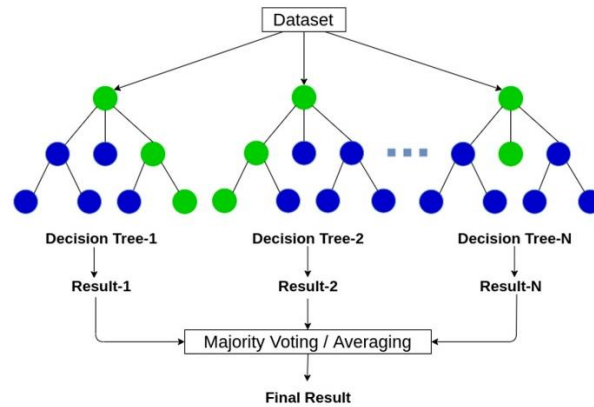 Dataset
Decision Tree-1
Decision Tree-2
Decision Tree-N
Result-1
Result-2
Result-N
Majority Voting / Averaging
Final Result